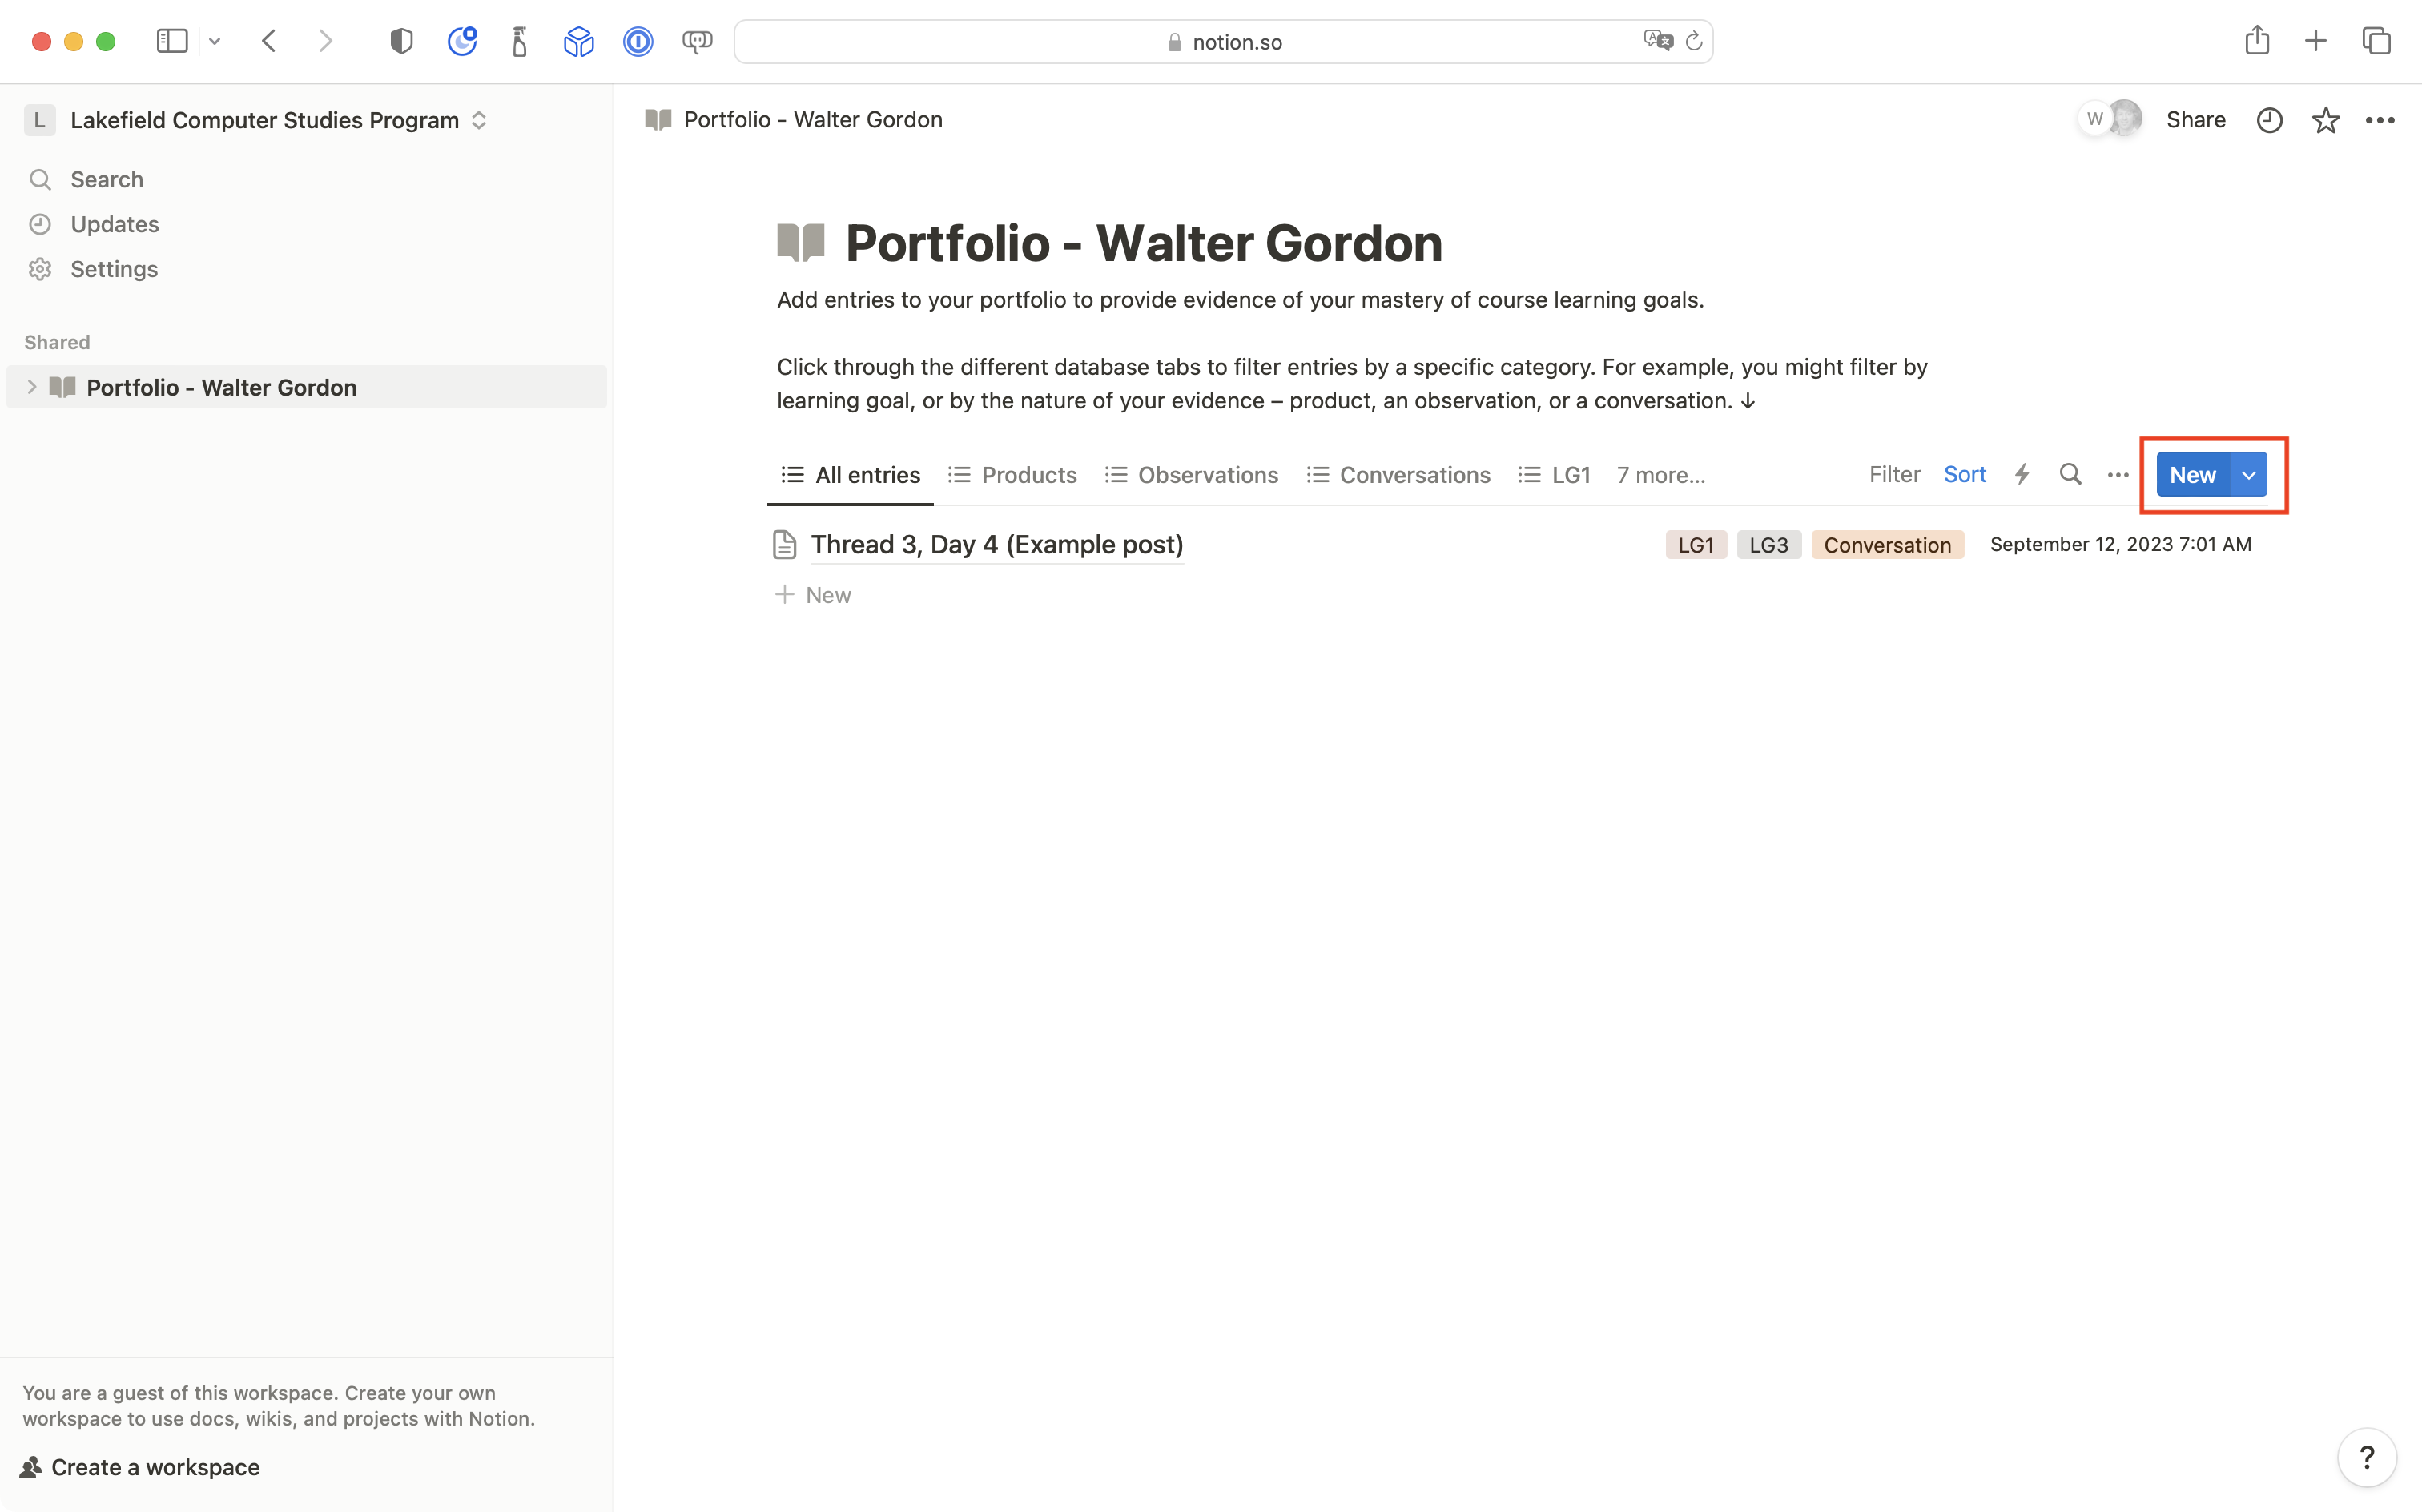 notion.so
L Lakefield Computer Studies Program
Search
Updates
Settings
Shared
Portfolio - Walter Gordon
You are a guest of this workspace. Create your own
workspace to use docs, wikis, and projects with Notion.
Create a workspace
Portfolio - Walter Gordon
W Share
Portfolio - Walter Gordon
Add entries to your portfolio to provide evidence of your mastery of course learning goals.
Click through the different database tabs to filter entries by a specific category. For example, you might filter by
learning goal, or by the nature of your evidence – product, an observation, or a conversation. ↓
All entries Products Observations Conversations LG1 7 more... Filter Sort New
Thread 3, Day 4 (Example post) LG1 LG3 Conversation September 12, 2023 7:01 AM
+ New
?